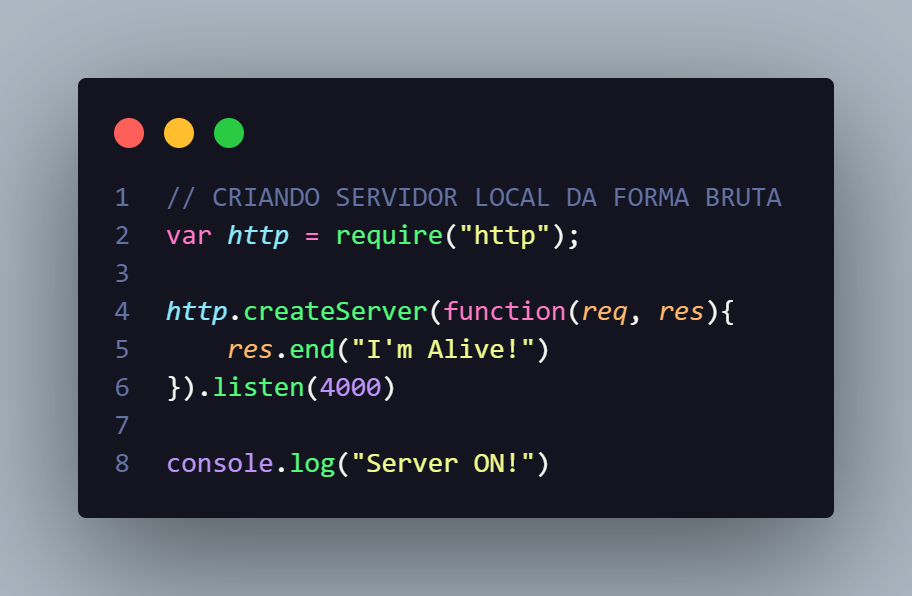 1 // CRIANDO SERVIDOR LOCAL DA FORMA BRUTA
2 var http = require("http");
3
4 http.createServer(function(req, res){
5     res.end("I'm Alive!")
6 }).listen(4000)
7
8 console.log("Server ON!")